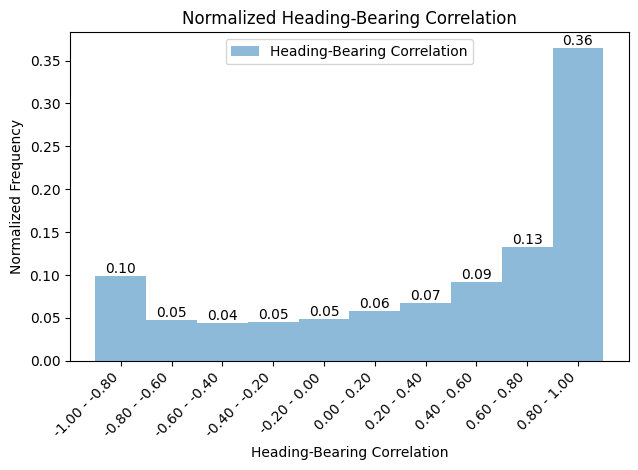 Normalized Heading-Bearing Correlation
Heading-Bearing Correlation
Normalized Frequency
0.35
0.30
0.25
0.20
0.15
0.10
0.05
0.00
0.10
0.05
0.04
0.05
0.05
0.06
0.07
0.09
0.13
0.36
-1.00 - -0.80
-0.80 - -0.60
-0.60 - -0.40
-0.40 - -0.20
-0.20 - 0.00
0.00 - 0.20
0.20 - 0.40
0.40 - 0.60
0.60 - 0.80
0.80 - 1.00
Heading-Bearing Correlation